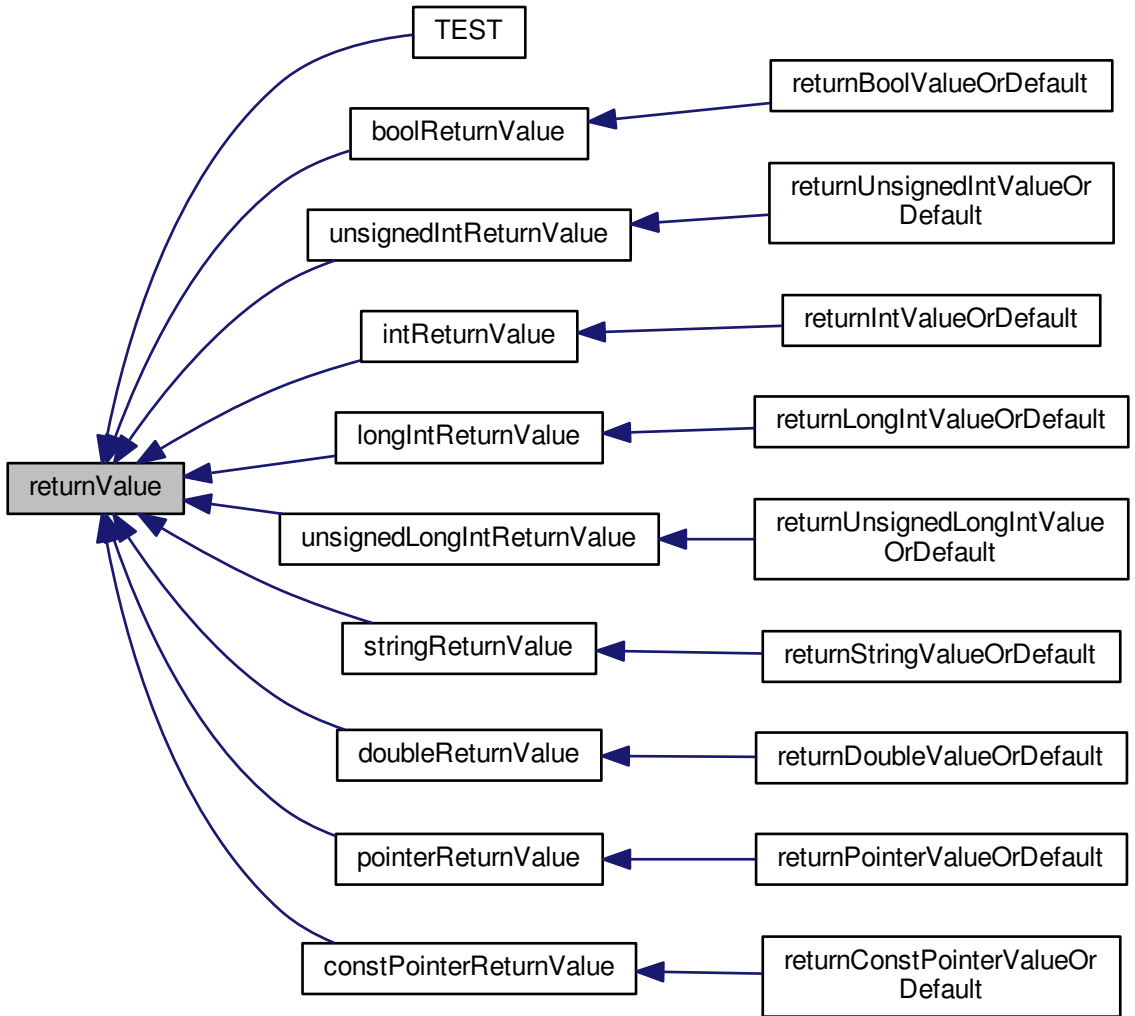 TEST
returnBoolValueOrDefault
boolReturnValue
returnUnsignedIntValueOr
Default
unsignedIntReturnValue
returnIntValueOrDefault
intReturnValue
returnLongIntValueOrDefault
longIntReturnValue
returnValue
returnUnsignedLongIntValue
OrDefault
unsignedLongIntReturnValue
stringReturnValue
returnStringValueOrDefault
doubleReturnValue
returnDoubleValueOrDefault
pointerReturnValue
returnPointerValueOrDefault
constPointerReturnValue
returnConstPointerValueOr
Default